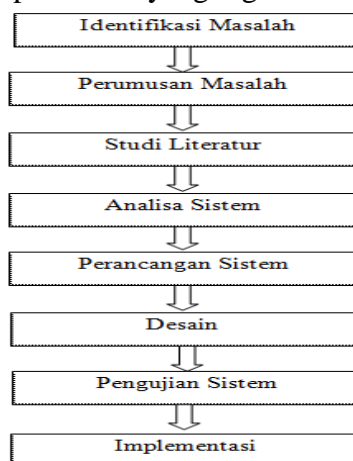 Identifikasi Masalah
Perumusan Masalah
Studi Literatur
Analisa Sistem
Perancangan Sistem
Desain
Pengujian Sistem
Implementasi